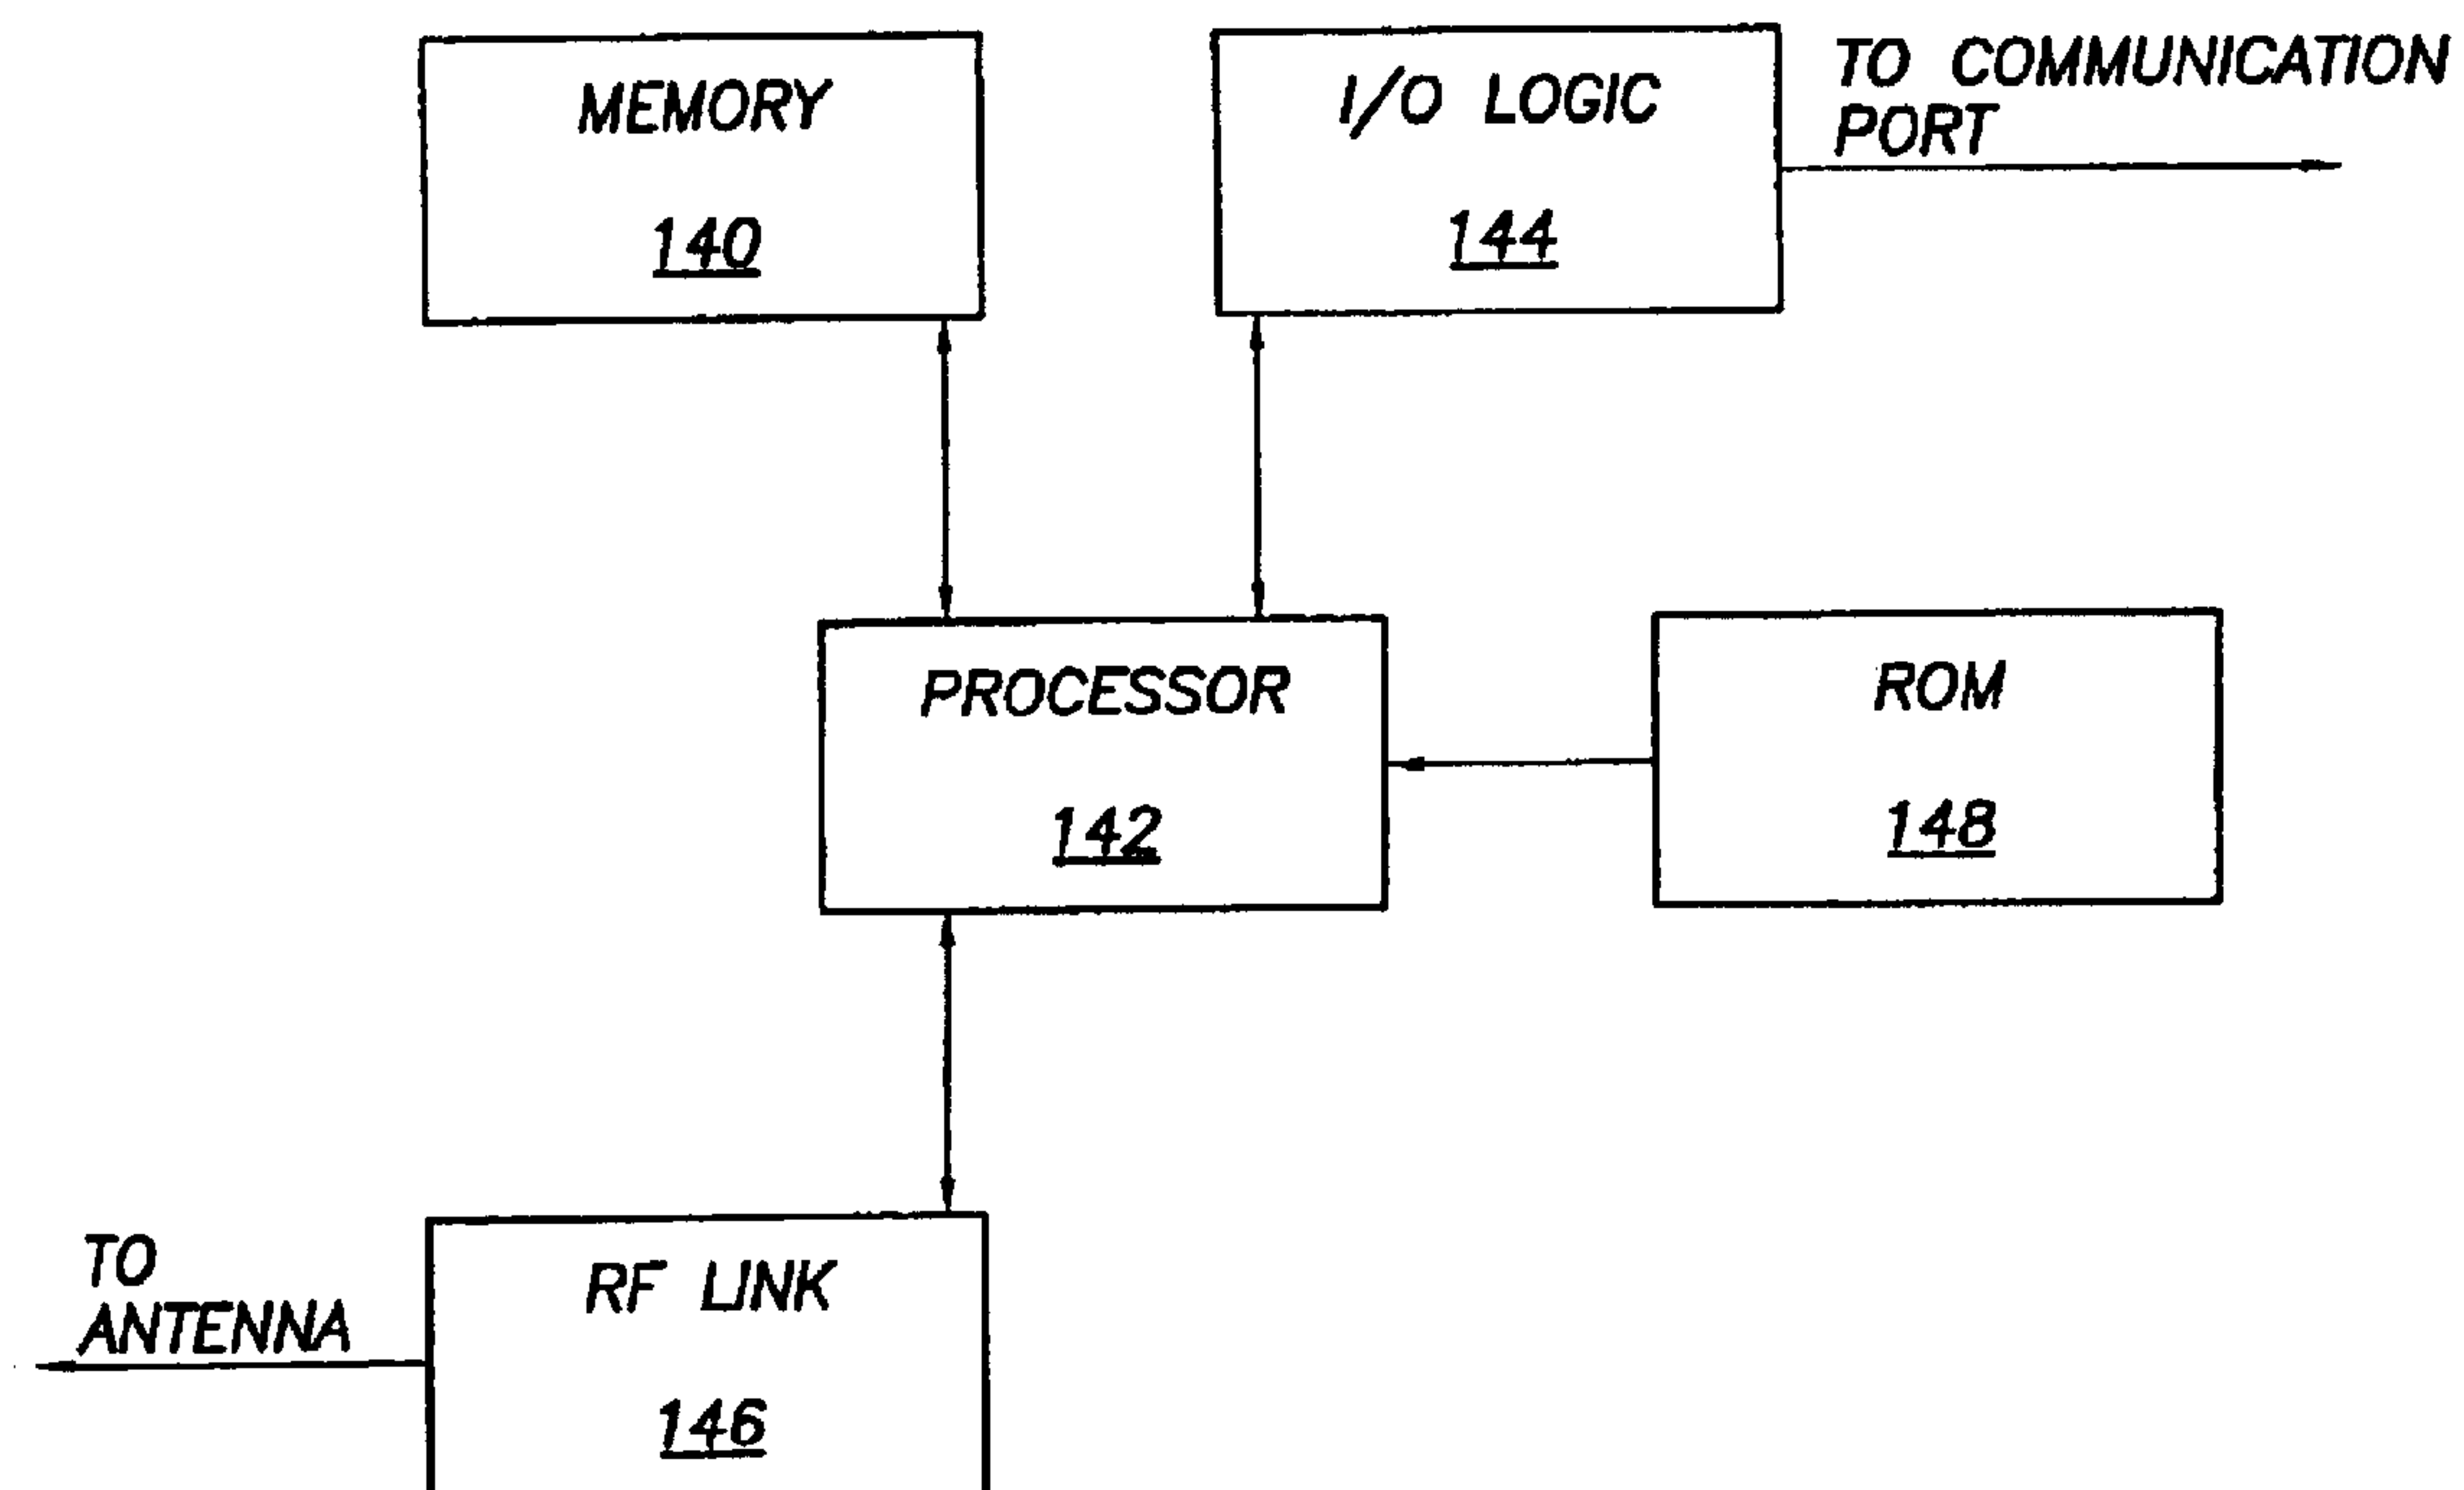 MEMORY
140
I/O LOGIC
144
TO COMMUNICATION
PORT
PROCESSOR
142
ROM
148
TO
ANTENNA
RF LINK
146